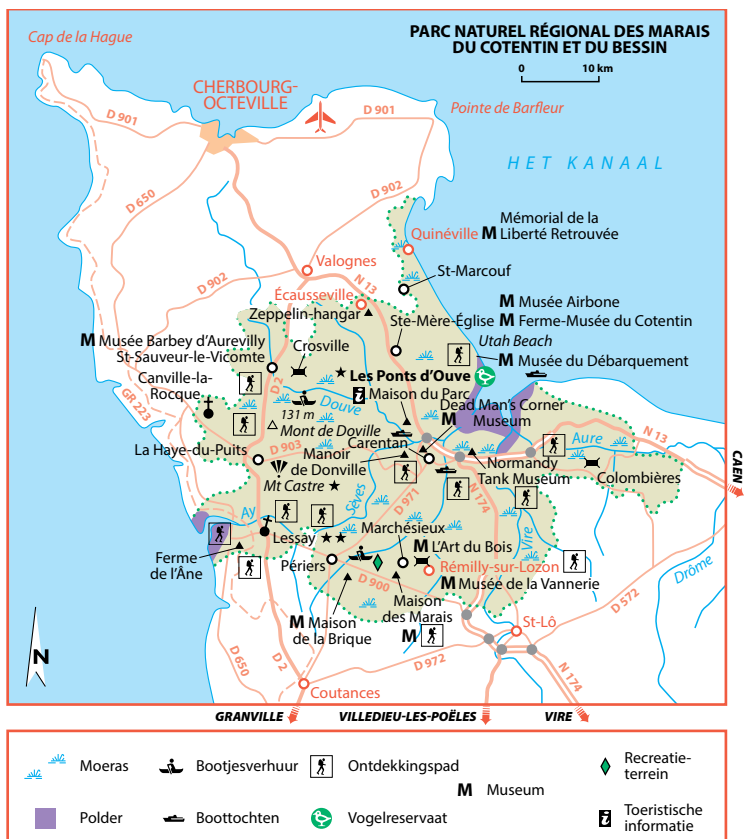 PARC NATUREL RÉGIONAL DES MARAIS
DU COTENTIN ET DU BESSIN
0 10 km
Cap de la Hague
CHERBOURG-
OCTEVILLE
D 901
D 901
Pointe de Barfleur
HET KANAAL
D 650
D 902
Mémorial de la
Quinéville M Liberté Retrouvée
Valognes
N 13
St-Marcouf
D 902
Écausseville
Zeppelin-hangar
M Musée Airbone
Ste-Mère-Église M Ferme-Musée du Cotentin
M Musée Barbey d'Aurevilly
St-Sauveur-le-Vicomte
Crosville
Utah Beach
M Musée du Débarquement
Canville-la-
Rocque
D 2
Les Ponts d'Ouve
Maison du Parc
GR 223
131 m
Douve
Mont de Doville
Dead Man's Corner
M Museum
La Haye-du-Puits
D 903
Manoir
de Donville
Carentan
Aure
N 13
Normandy
Tank Museum
Colombières
CAEN
Mt Castre
Sèves
D 971
N 174
Ay
Lessay
Marchésieux
Vire
M L'Art du Bois
Ferme
de l'Âne
Périers
Rémilly-sur-Lozon
M Musée de la Vannerie
D 900
Drôme
D 572
M Maison
de la Brique
Maison
des Marais
M
St-Lô
N
D 650
D 2
D 972
N 174
Coutances
GRANVILLE VILLEDIEU-LES-POËLES VIRE
Moeras Bootjesverhuur Ontdekkingspad Recreatie-
terrein
M Museum
Polder Boottochten Vogelreservaat Toeristische
informatie